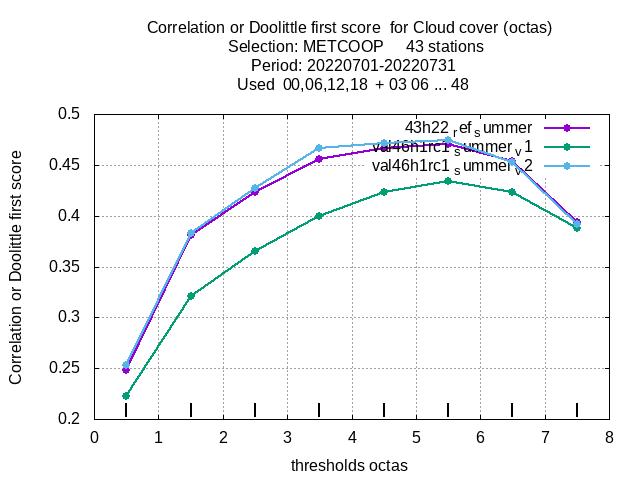 Correlation or Doolittle first score  for Cloud cover (octas)
Selection: METCOOP     43 stations
Period: 20220701-20220731
Used  00,06,12,18  + 03 06 ... 48
43h22_ref_summer
val46h1rc1_summer_v1
val46h1rc1_summer_v2
Correlation or Doolittle first score
0.5
0.45
0.4
0.35
0.3
0.25
0.2
0 1 2 3 4 5 6 7 8
thresholds octas